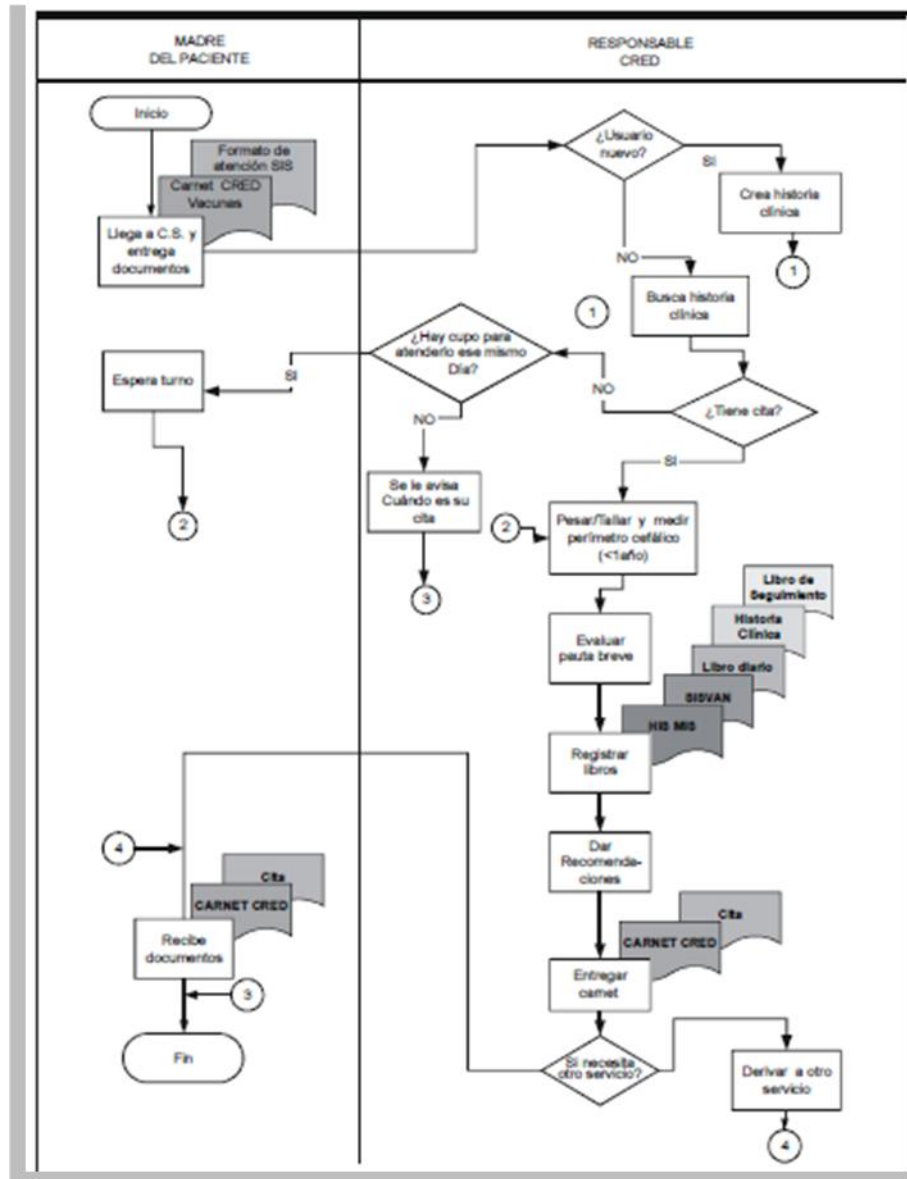 MADRE
DEL PACIENTE
RESPONSABLE
CRED
Inicio
Formato de
atención SIS
Carnet CRED
Vacunas
Llega a C.S. y
entrega
documentos
¿Usuario
nuevo?
SI
Crea historia
clínica
1
NO
Busca historia
clínica
1
¿Tiene cita?
NO
¿Hay cupo para
atenderlo ese mismo
Día?
SI
Espera turno
2
NO
Se le avisa
Cuándo es su
cita
3
SI
2
Pesar/Tallar y medir
perímetro cefálico
(<1año)
Evaluar
pauta breve
Libro de
Seguimiento
Historia
Clínica
Libro diario
SISVAN
HIS MIS
Registrar
libros
Dar
Recomenda-
ciones
Cita
CARNET CRED
Entregar
carnet
Si necesita
otro servicio?
Derivar a otro
servicio
4
4
Cita
CARNET CRED
Recibe
documentos
3
Fin